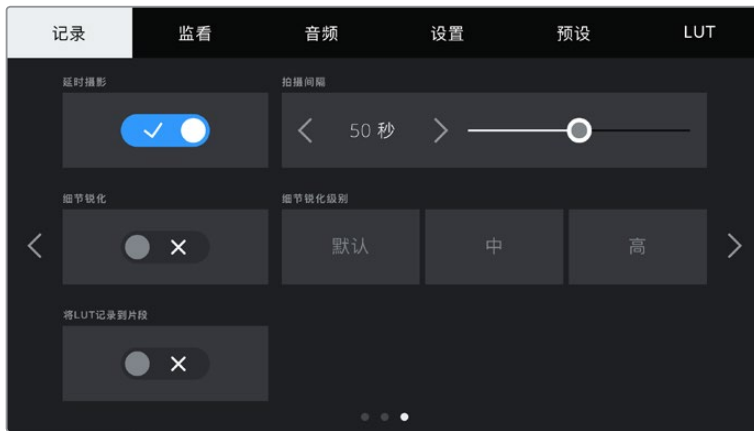 记录 监看 音频 设置 预设 LUT
延时摄影 拍摄间隔
50 秒
细节锐化 细节锐化级别
默认 中 高
将LUT记录到片段